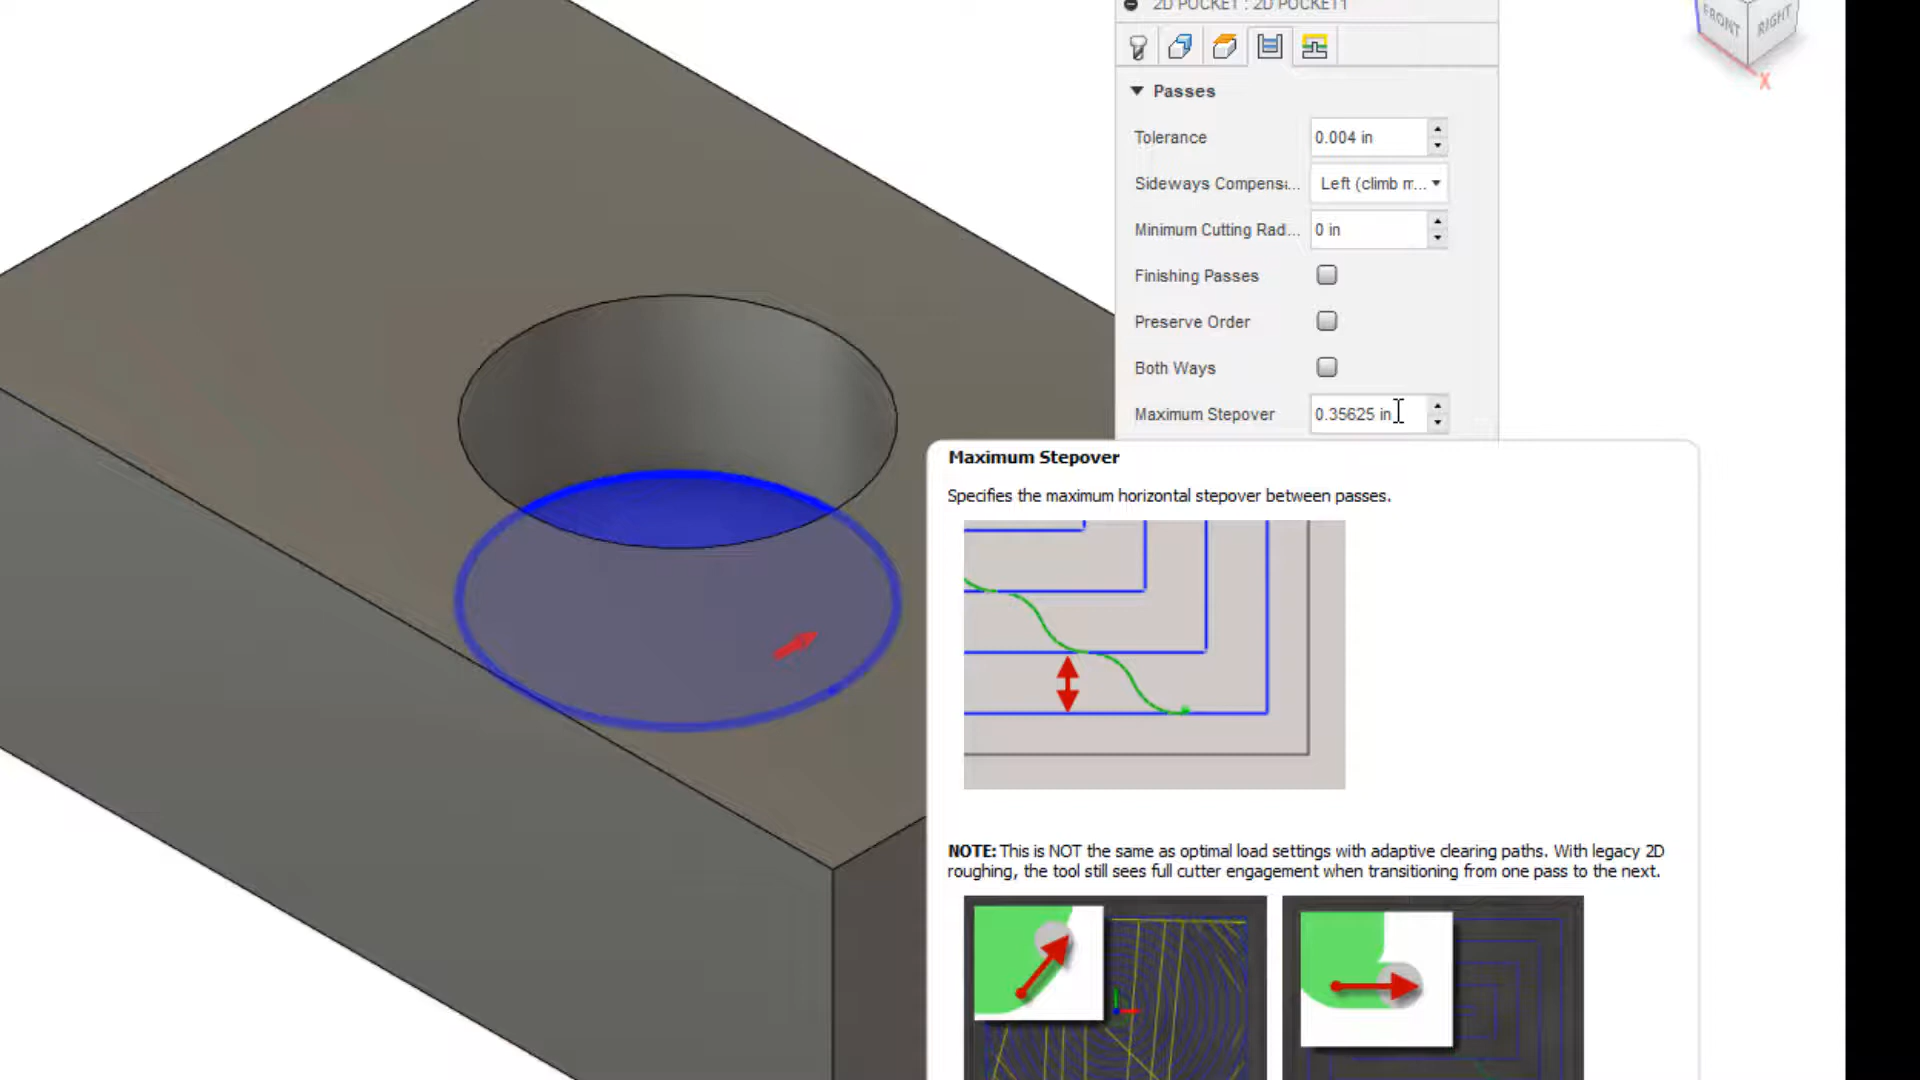 2D POCKET : 2D POCKET1
FRONT
RIGHT
X
Passes
Tolerance
0.004 in
Sideways Compensi...
Left (climb m...
Minimum Cutting Rad...
0 in
Finishing Passes
Preserve Order
Both Ways
Maximum Stepover
0.35625 in
Maximum Stepover
Specifies the maximum horizontal stepover between passes.
NOTE: This is NOT the same as optimal load settings with adaptive clearing paths. With legacy 2D
roughing, the tool still sees full cutter engagement when transitioning from one pass to the next.